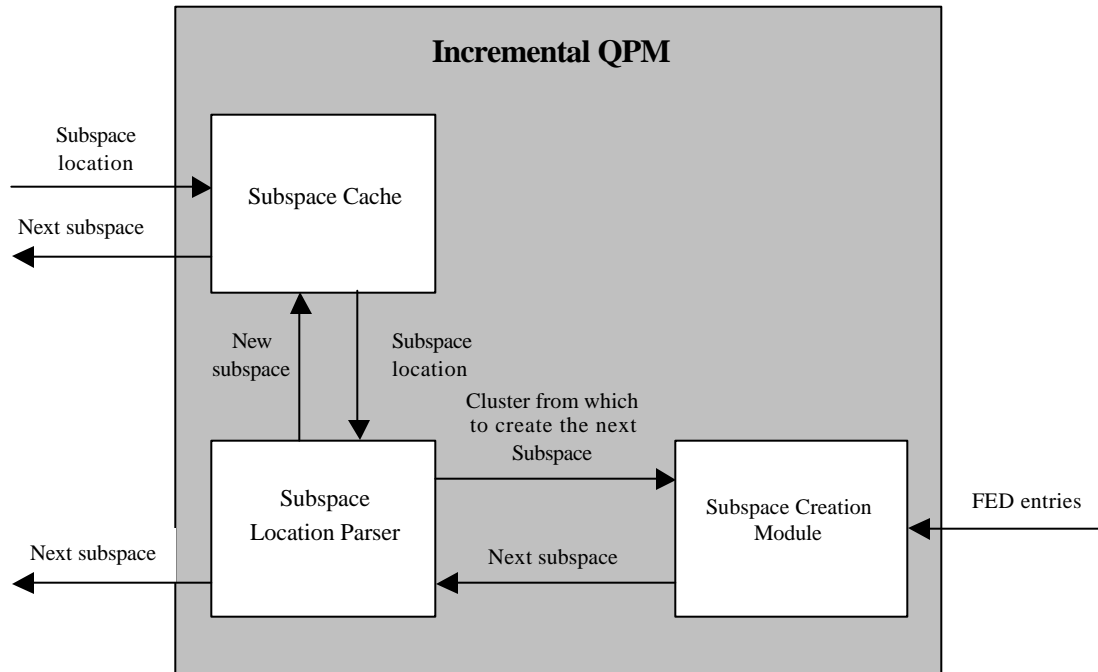 Incremental QPM
Subspace
location
Subspace Cache
Next subspace
New
subspace
Subspace
location
Cluster from which
to create the next
Subspace
Subspace
Location Parser
Subspace Creation
Module
FED entries
Next subspace
Next subspace